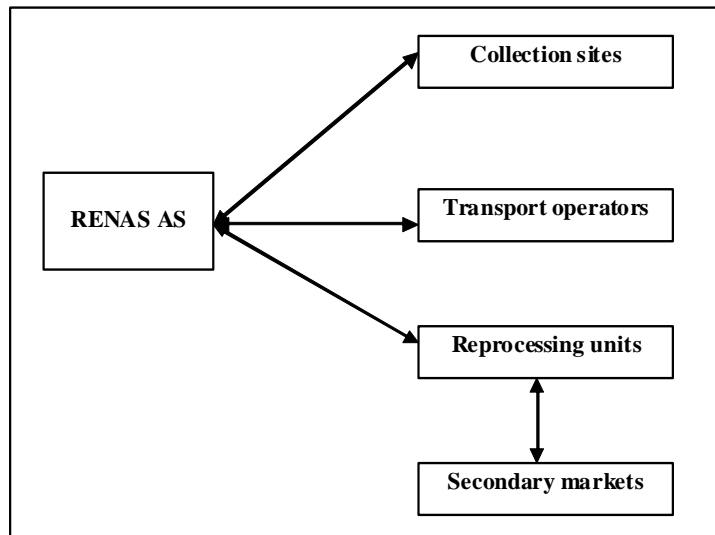 Collection sites
RENAS AS
Transport operators
Reprocessing units
Secondary markets